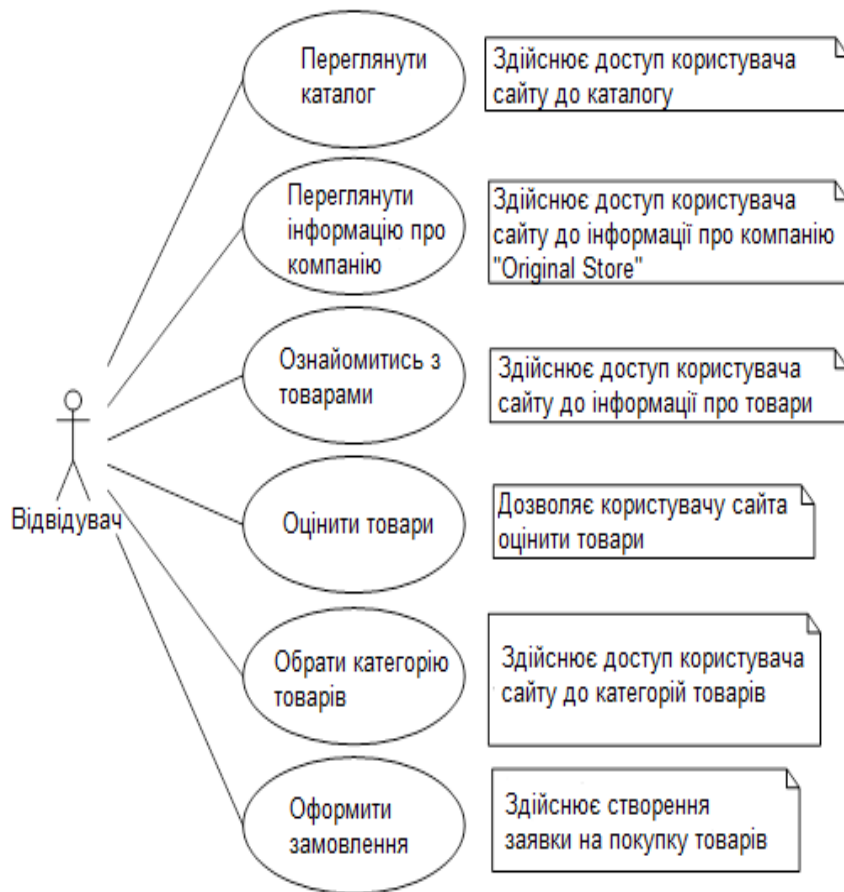 Переглянути
каталог
Здійснює доступ користувача
сайту до каталогу
Переглянути
інформацію про
компанію
Здійснює доступ користувача
сайту до інформації про компанію
"Original Store"
Ознайомитись з
товарами
Здійснює доступ користувача
сайту до інформації про товари
Відвідувач
Оцінити товари
Дозволяє користувачу сайта
оцінити товари
Обрати категорію
товарів
Здійснює доступ користувача
сайту до категорій товарів
Оформити
замовлення
Здійснює створення
заявки на покупку товарів